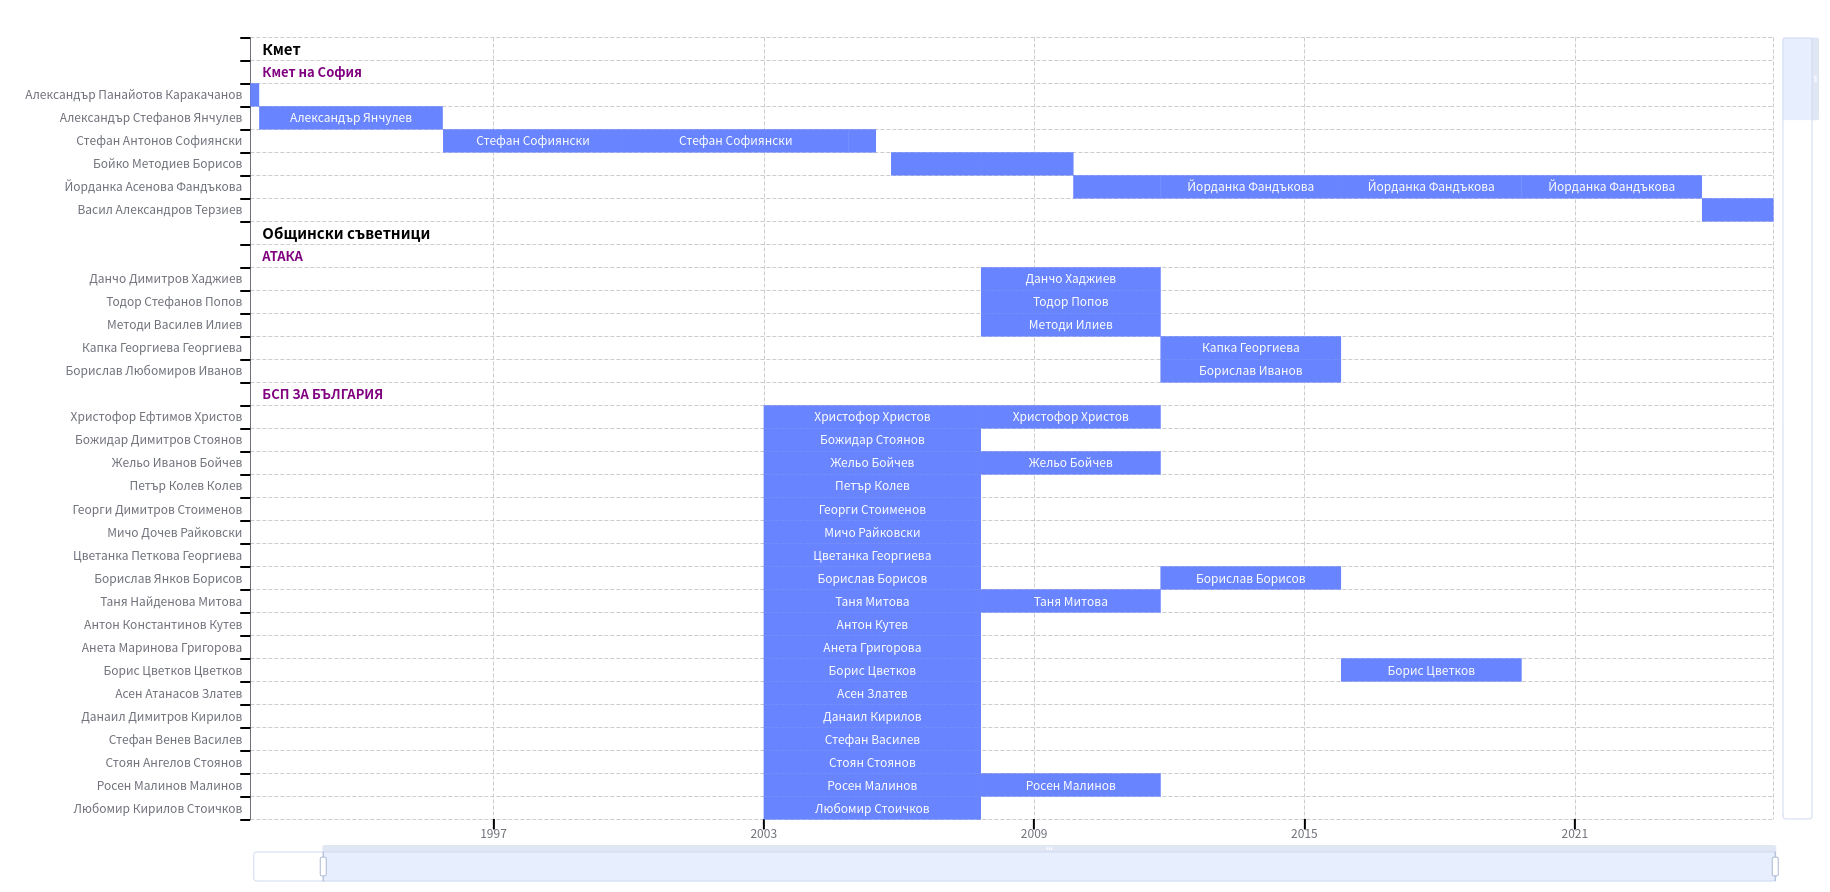 Кмет
Кмет на София
Александър Панайотов Каракачанов
Александър Стефанов Янчулев Александър Янчулев
Стефан Антонов Софиянски Стефан Софиянски Стефан Софиянски
Бойко Методиев Борисов
Йорданка Асенова Фандъкова Йорданка Фандъкова Йорданка Фандъкова Йорданка Фандъкова
Васил Александров Терзиев
Общински съветници
АТАКА
Данчо Димитров Хаджиев Данчо Хаджиев
Тодор Стефанов Попов Тодор Попов
Методи Василев Илиев Методи Илиев
Капка Георгиева Георгиева Капка Георгиева
Борислав Любомиров Иванов Борислав Иванов
БСП ЗА БЪЛГАРИЯ
Христофор Ефтимов Христов Христофор Христов Христофор Христов
Божидар Димитров Стоянов Божидар Стоянов
Жельо Иванов Бойчев Жельо Бойчев Жельо Бойчев
Петър Колев Колев Петър Колев
Георги Димитров Стоименов Георги Стоименов
Мичо Дочев Райковски Мичо Райковски
Цветанка Петкова Георгиева Цветанка Георгиева
Борислав Янков Борисов Борислав Борисов Борислав Борисов
Таня Найденова Митова Таня Митова Таня Митова
Антон Константинов Кутев Антон Кутев
Анета Маринова Григорова Анета Григорова
Борис Цветков Цветков Борис Цветков Борис Цветков
Асен Атанасов Златев Асен Златев
Данаил Димитров Кирилов Данаил Кирилов
Стефан Венев Василев Стефан Василев
Стоян Ангелов Стоянов Стоян Стоянов
Росен Малинов Малинов Росен Малинов Росен Малинов
Любомир Кирилов Стоичков Любомир Стоичков
1997 2003 2009 2015 2021